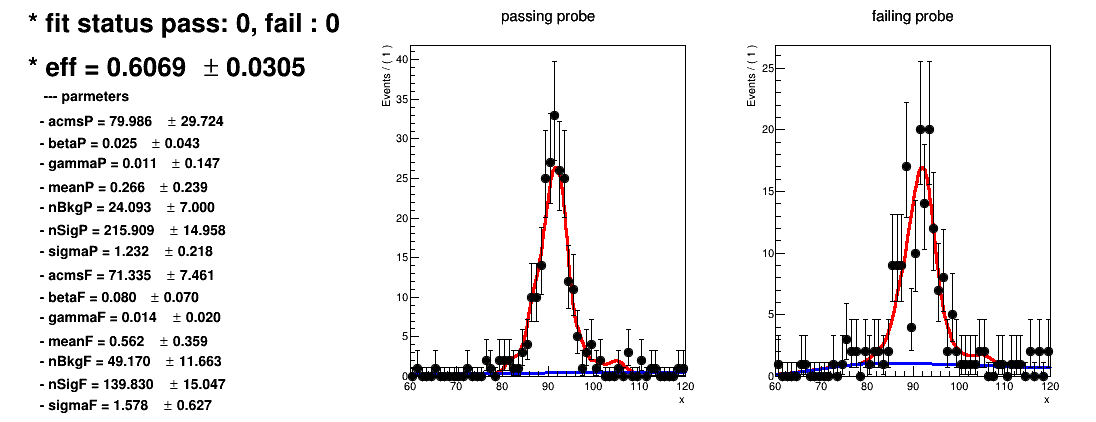 * fit status pass: 0, fail : 0
* eff = 0.6069 ± 0.0305
--- parmeters
- acmsP = 79.986 ± 29.724
- betaP = 0.025 ± 0.043
- gammaP = 0.011 ± 0.147
- meanP = 0.266 ± 0.239
- nBkgP = 24.093 ± 7.000
- nSigP = 215.909 ± 14.958
- sigmaP = 1.232 ± 0.218
- acmsF = 71.335 ± 7.461
- betaF = 0.080 ± 0.070
- gammaF = 0.014 ± 0.020
- meanF = 0.562 ± 0.359
- nBkgF = 49.170 ± 11.663
- nSigF = 139.830 ± 15.047
- sigmaF = 1.578 ± 0.627
passing probe
Events / ( 1 )
40
35
30
25
20
15
10
5
0
60 70 80 90 100 110 120
x
failing probe
Events / ( 1 )
25
20
15
10
5
0
60 70 80 90 100 110 120
x